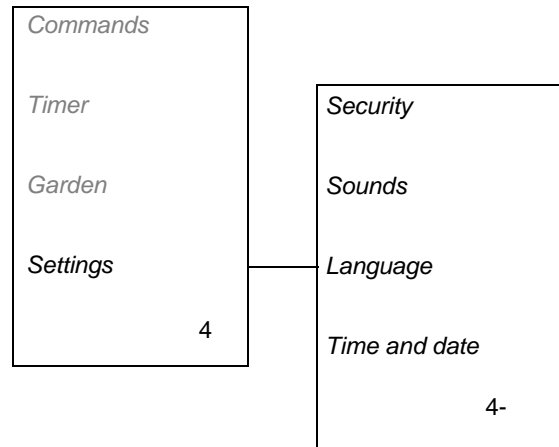 Commands
Timer
Garden
Settings
4
Security
Sounds
Language
Time and date
4-